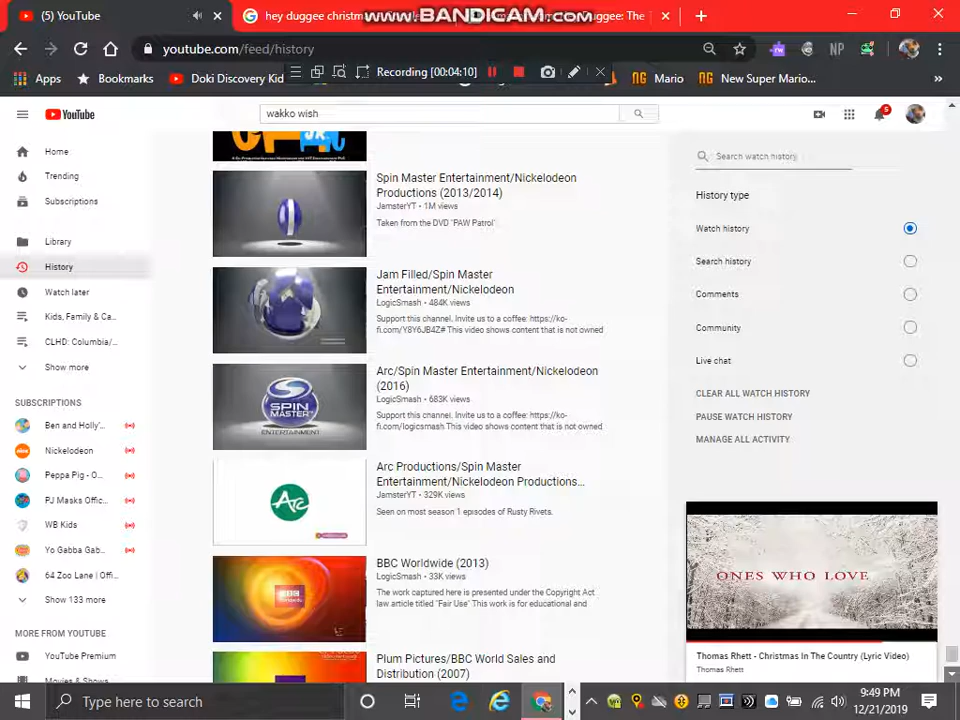 (5) YouTube
hey duggee christm
www.BANDICAM.com
uggee: The
youtube.com/feed/history
Apps
Bookmarks
Doki Discovery Kid
Recording [00:04:10]
Mario
New Super Mario...
YouTube
wakko wish
5
Home
Trending
Subscriptions
Library
History
Watch later
Kids, Family & Ca...
CLHD: Columbia/...
Show more
SUBSCRIPTIONS
Ben and Holly'...
Nickelodeon
Peppa Pig - O...
PJ Masks Offic...
WB Kids
Yo Gabba Gab...
64 Zoo Lane I Offi...
Show 133 more
MORE FROM YOUTUBE
YouTube Premium
Movies & Shows
Spin Master Entertainment/Nickelodeon
Productions (2013/2014)
JamsterYT • 1M views
Taken from the DVD "PAW Patrol"
Jam Filled/Spin Master
Entertainment/Nickelodeon
LogicSmash • 484K views
Support this channel. Invite us to a coffee: https://ko-
fi.com/Y8Y6JB4Z# This video shows content that is not owned
Arc/Spin Master Entertainment/Nickelodeon
(2016)
LogicSmash • 683K views
Support this channel. Invite us to a coffee: https://ko-
fi.com/logicsmash This video shows content that is not owned
SPIN
MASTER
ENTERTAINMENT
Arc Productions/Spin Master
Entertainment/Nickelodeon Productions...
JamsterYT • 329K views
Seen on most season 1 episodes of Rusty Rivets.
Arc
BBC Worldwide (2013)
LogicSmash • 33K views
The work captured here is presented under the Copyright Act
law article titled "Fair Use" This work is for educational and
BBC
Plum Pictures/BBC World Sales and
Distribution (2007)
Search watch history
History type
Watch history
Search history
Comments
Community
Live chat
CLEAR ALL WATCH HISTORY
PAUSE WATCH HISTORY
MANAGE ALL ACTIVITY
ONES WHO LOVE
Thomas Rhett - Christmas In The Country (Lyric Video)
Thomas Rhett
Type here to search
9:49 PM
12/21/2019